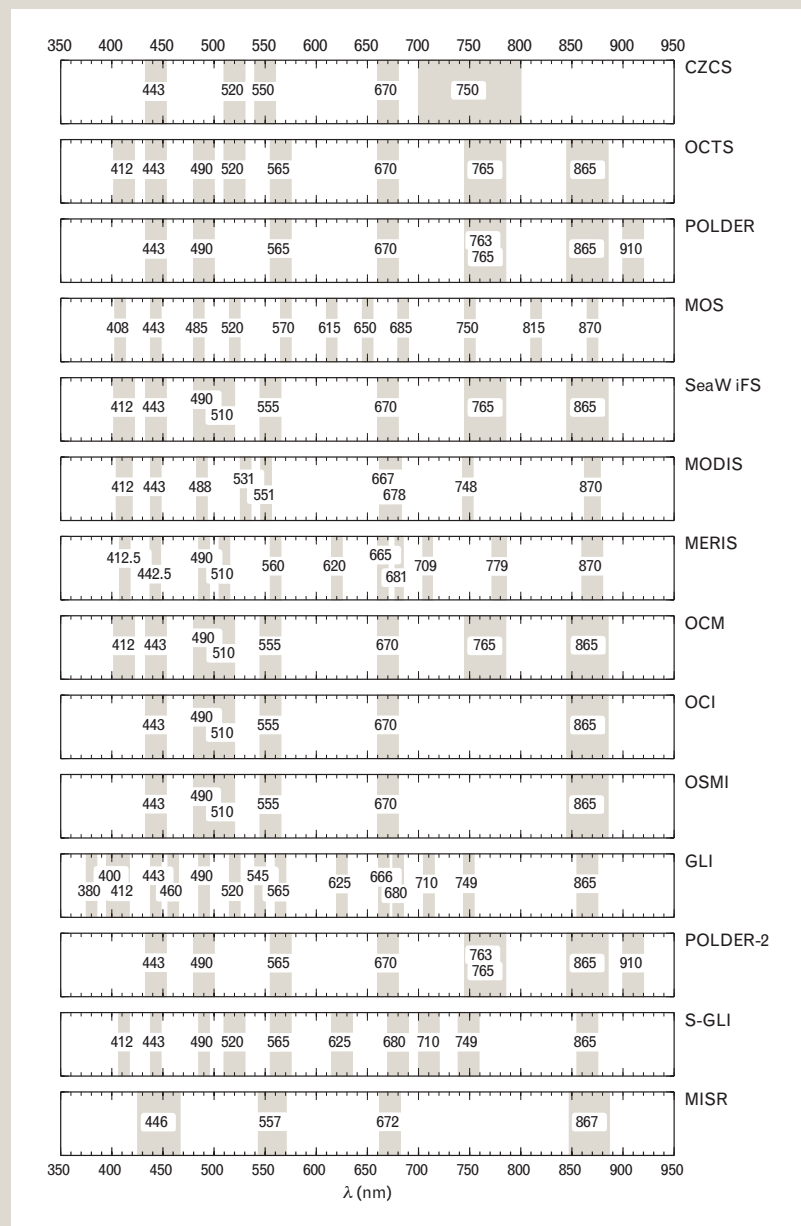 350 400 450 500 550 600 650 700 750 800 850 900 950
CZCS
443 520 550 670 750
OCTS
412 443 490 520 565 670 765 865
POLDER
443 490 565 670 763 765 865 910
MOS
408 443 485 520 570 615 650 685 750 815 870
SeaW iFS
412 443 490 510 555 670 765 865
MODIS
412 443 488 531 551 667 678 748 870
MERIS
412.5 442.5 490 510 560 620 665 681 709 779 870
OCM
412 443 490 510 555 670 765 865
OCI
443 490 510 555 670 865
OSMI
443 490 510 555 670 865
GLI
380 400 412 443 460 490 520 545 565 625 666 680 710 749 865
POLDER-2
443 490 565 670 763 765 865 910
S-GLI
412 443 490 520 565 625 680 710 749 865
MISR
446 557 672 867
350 400 450 500 550 600 650 700 750 800 850 900 950
λ (nm)